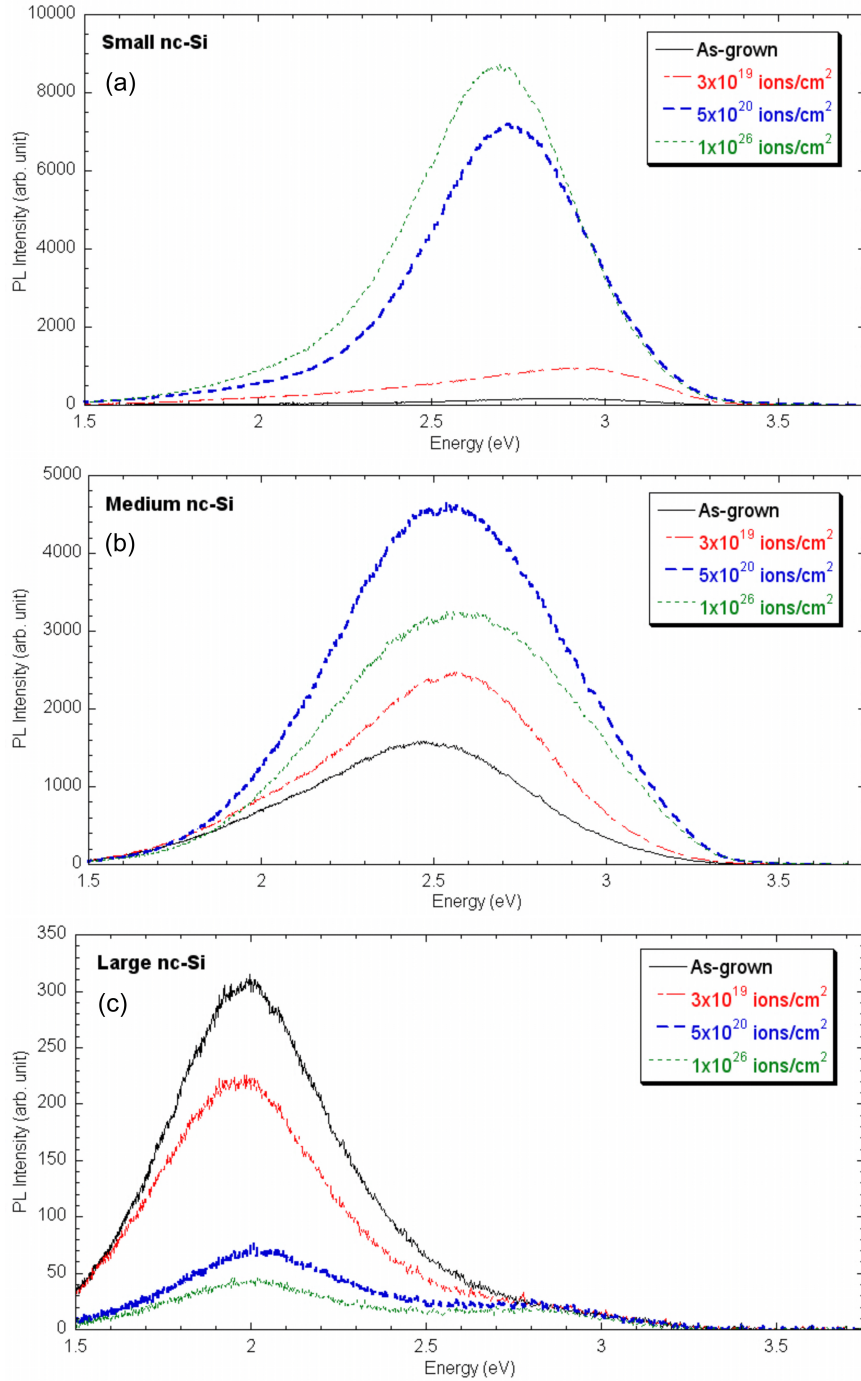 Small nc-Si
(a)
As-grown
3x10^19 ions/cm^2
5x10^20 ions/cm^2
1x10^26 ions/cm^2
PL Intensity (arb. unit)
10000
8000
6000
4000
2000
0
1.5
2
2.5
3
3.5
Energy (eV)
Medium nc-Si
(b)
As-grown
3x10^19 ions/cm^2
5x10^20 ions/cm^2
1x10^26 ions/cm^2
PL Intensity (arb. unit)
5000
4000
3000
2000
1000
0
1.5
2
2.5
3
3.5
Energy (eV)
Large nc-Si
(c)
As-grown
3x10^19 ions/cm^2
5x10^20 ions/cm^2
1x10^26 ions/cm^2
PL Intensity (arb. unit)
350
300
250
200
150
100
50
0
1.5
2
2.5
3
3.5
Energy (eV)